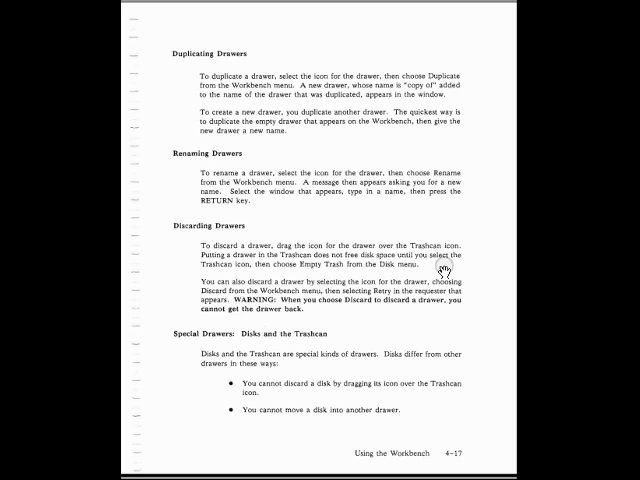 Duplicating Drawers
To duplicate a drawer, select the icon for the drawer, then choose Duplicate
from the Workbench menu. A new drawer, whose name is "copy of" added
to the name of the drawer that was duplicated, appears in the window.
To create a new drawer, you duplicate another drawer. The quickest way is
to duplicate the empty drawer that appears on the Workbench, then give the
new drawer a new name.
Renaming Drawers
To rename a drawer, select the icon for the drawer, then choose Rename
from the Workbench menu. A message then appears asking you for a new
name. Select the window that appears, type in a name, then press the
RETURN key.
Discarding Drawers
To discard a drawer, drag the icon for the drawer over the Trashcan icon.
Putting a drawer in the Trashcan does not free disk space until you select the
Trashcan icon, then choose Empty Trash from the Disk menu.
You can also discard a drawer by selecting the icon for the drawer, choosing
Discard from the Workbench menu, then selecting Retry in the requester that
appears. WARNING: When you choose Discard to discard a drawer, you
cannot get the drawer back.
Special Drawers: Disks and the Trashcan
Disks and the Trashcan are special kinds of drawers. Disks differ from other
drawers in these ways:
● You cannot discard a disk by dragging its icon over the Trashcan
icon.
● You cannot move a disk into another drawer.
Using the Workbench 4-17